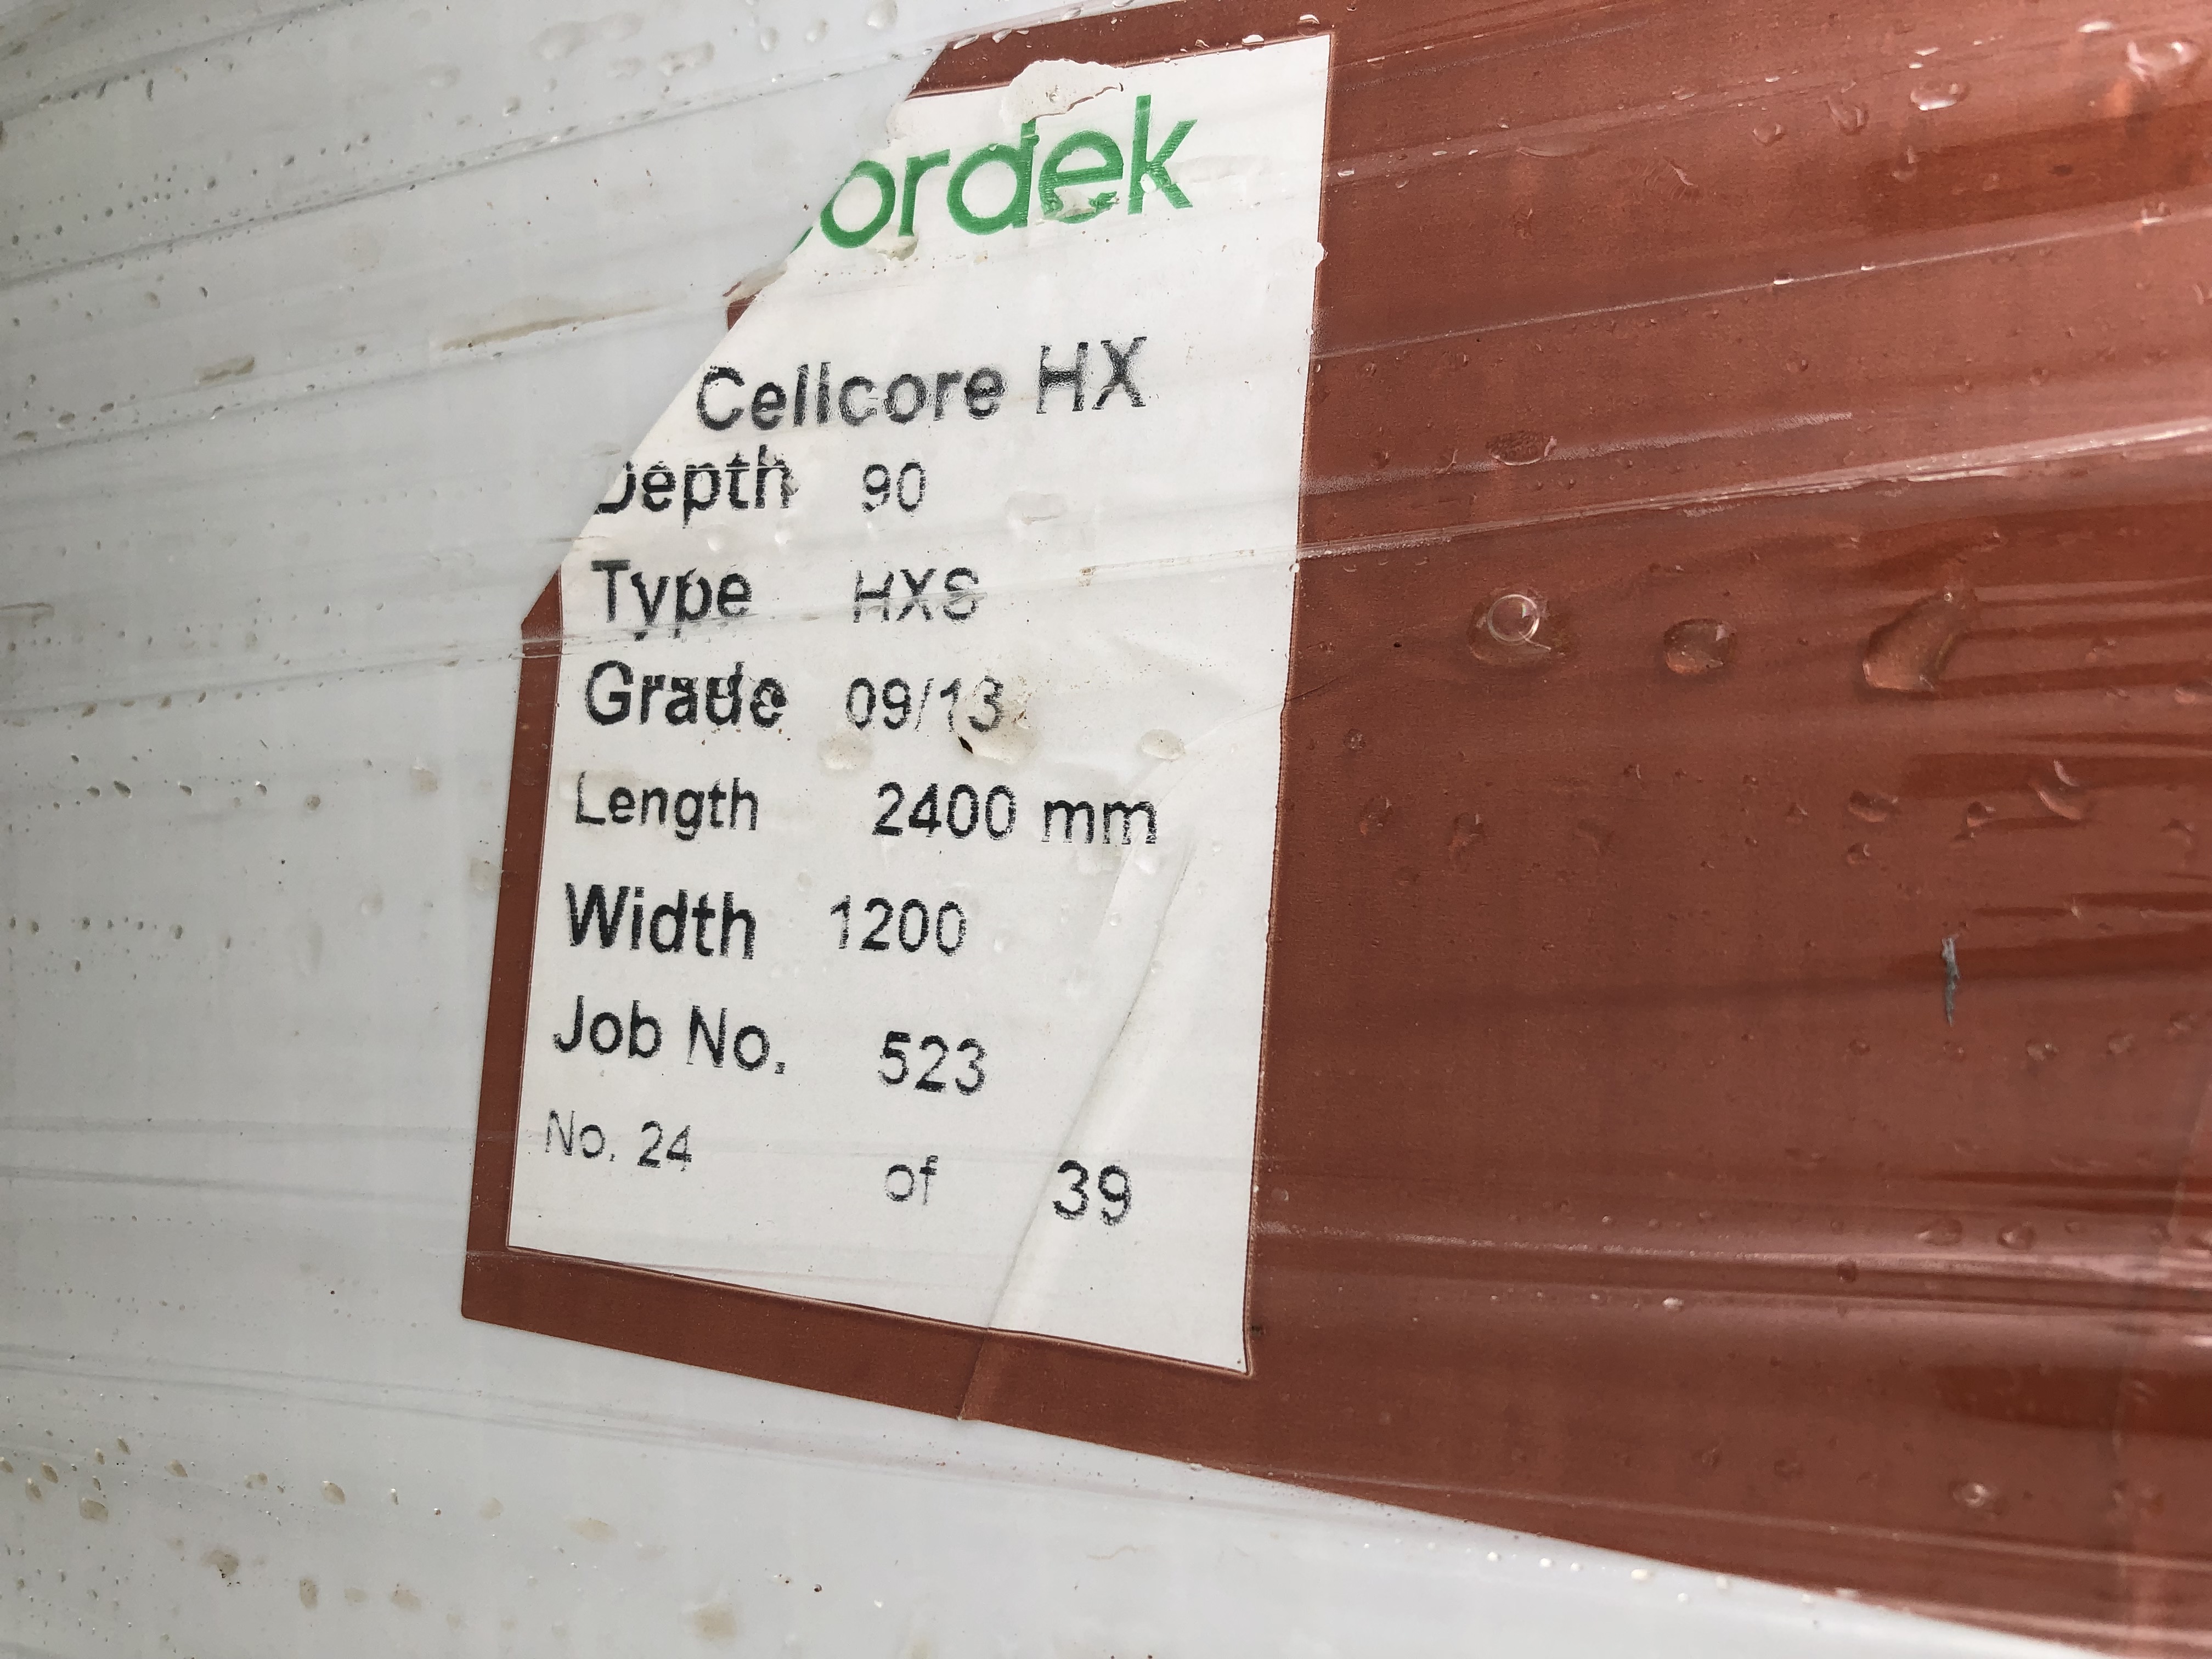 ordek
Cellcore HX
Depth 90
Type HXS
Grade 09/13
Length 2400 mm
Width 1200
Job No. 523
No. 24 of 39